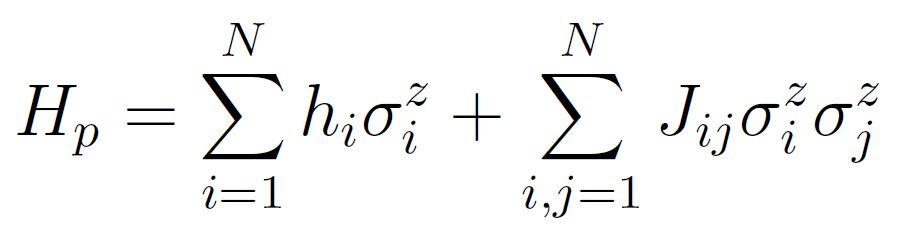 H_p = \sum_{i=1}^{N} h_i \sigma_i^z + \sum_{i,j=1}^{N} J_{ij} \sigma_i^z \sigma_j^z